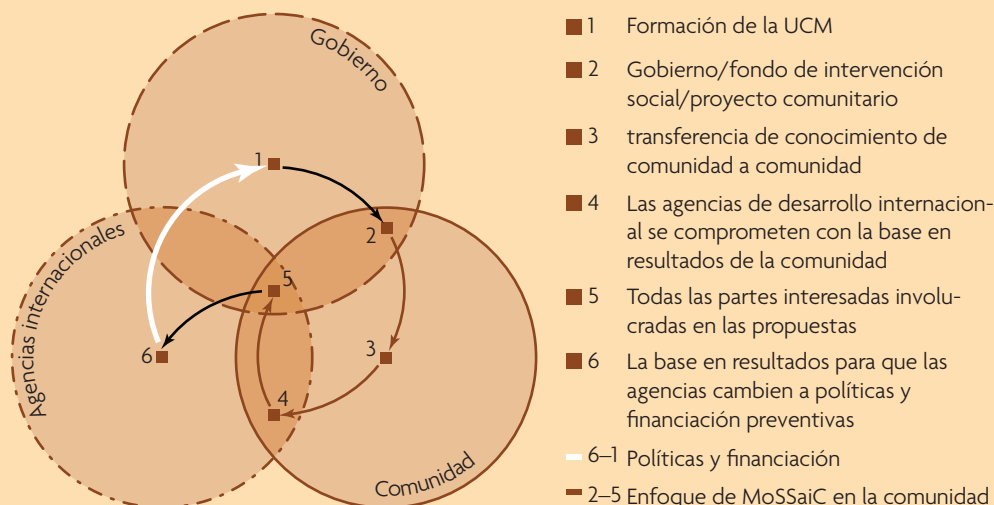 Gobierno
Agencias internacionales
Comunidad
1
2
3
4
5
6
1 Formación de la UCM
2 Gobierno/fondo de intervención
social/proyecto comunitario
3 transferencia de conocimiento de
comunidad a comunidad
4 Las agencias de desarrollo internacion-
al se comprometen con la base en
resultados de la comunidad
5 Todas las partes interesadas involu-
cradas en las propuestas
6 La base en resultados para que las
agencias cambien a políticas y
financiación preventivas
6–1 Políticas y financiación
2–5 Enfoque de MoSSaiC en la comunidad